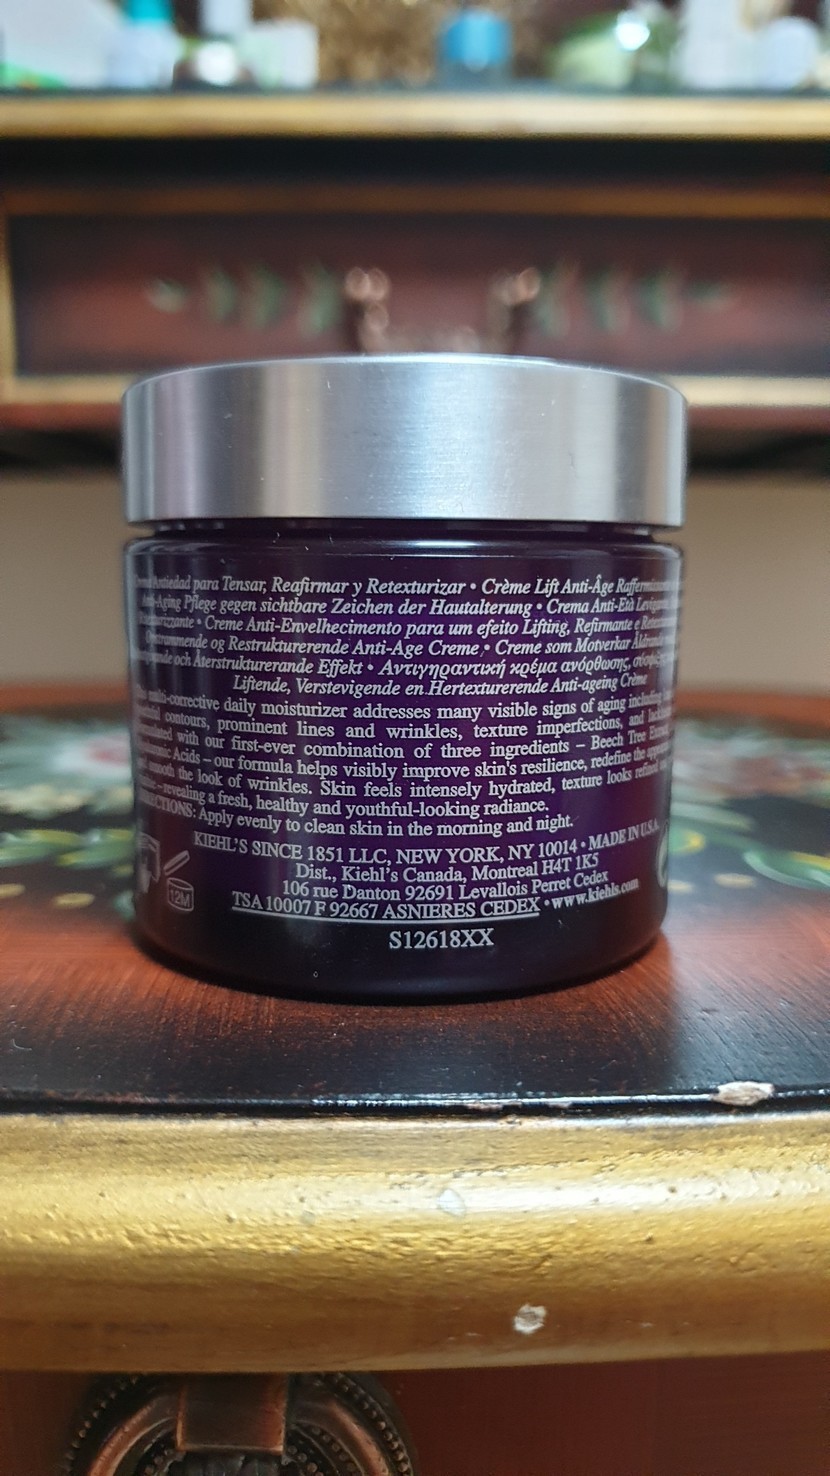 Antiedad para Tensar, Reafirmar y Retexturizar • Crème Lift Anti-Âge
Anti-Aging Pflege gegen sichtbare Zeichen der Hautalterung • Crema Anti-Età
• Creme Anti-Envelhecimento para um efeito Lifting, Refirmante e
og Restrukturerende Anti-Age Creme • Creme som Motverkar
och Återstrukturerande Effekt • Αντιγηραντική κρέμα ανόρθωσης,
Liftende, Verstevigende en Hertexturerende Anti-ageing Crème
multi-corrective daily moisturizer addresses many visible signs of aging including
contours, prominent lines and wrinkles, texture imperfections, and
with our first-ever combination of three ingredients – Beech Tree
Acids – our formula helps visibly improve skin's resilience, redefine the
smooth the look of wrinkles. Skin feels intensely hydrated, texture looks refined
–revealing a fresh, healthy and youthful-looking radiance.
DIRECTIONS: Apply evenly to clean skin in the morning and night.
KIEHL'S SINCE 1851 LLC, NEW YORK, NY 10014 • MADE IN U.S.A.
Dist., Kiehl's Canada, Montreal H4T 1K5
106 rue Danton 92691 Levallois Perret Cedex
TSA 10007 F 92667 ASNIERES CEDEX • www.kiehls.com
12M
S12618XX